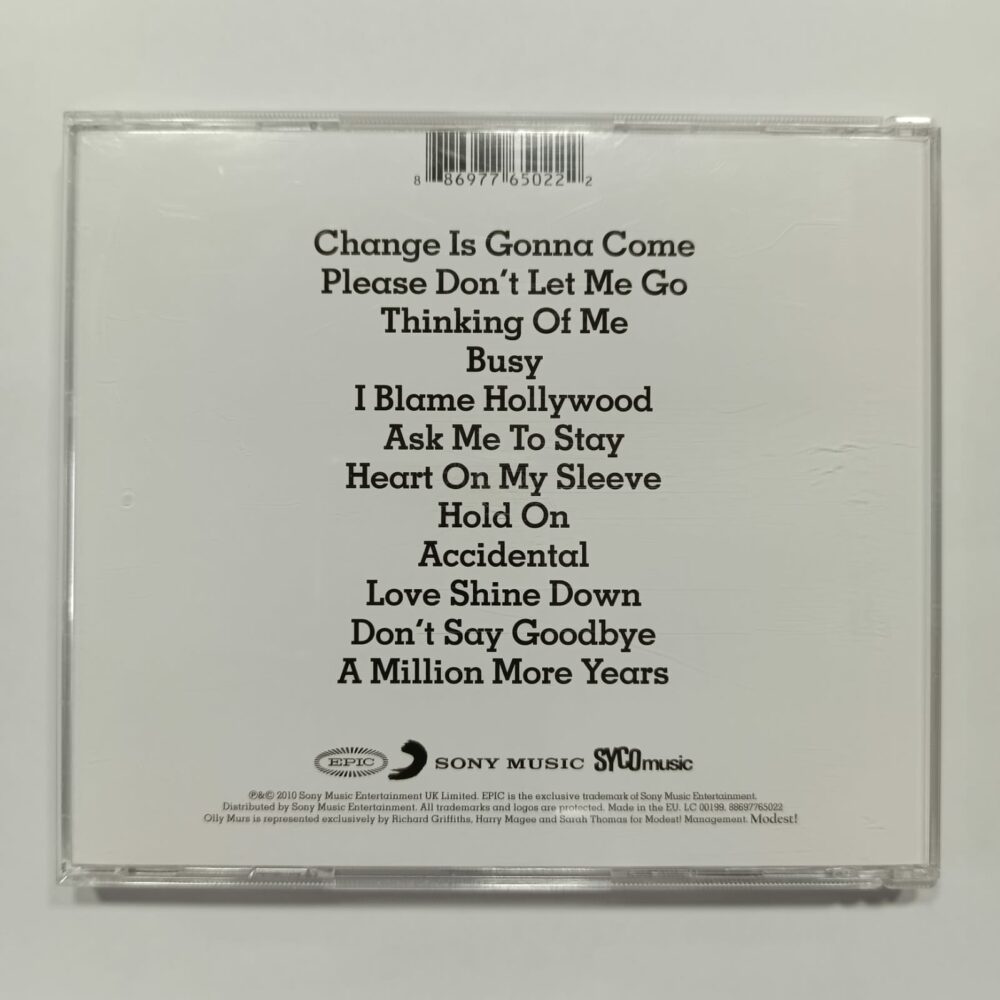 8 86977 65022 2
Change Is Gonna Come
Please Don't Let Me Go
Thinking Of Me
Busy
I Blame Hollywood
Ask Me To Stay
Heart On My Sleeve
Hold On
Accidental
Love Shine Down
Don't Say Goodbye
A Million More Years
EPIC SONY MUSIC SYCOmusic
℗&© 2010 Sony Music Entertainment UK Limited. EPIC is the exclusive trademark of Sony Music Entertainment.
Distributed by Sony Music Entertainment. All trademarks and logos are protected. Made in the EU. LC 00199. 88697765022
Olly Murs is represented exclusively by Richard Griffiths, Harry Magee and Sarah Thomas for Modest! Management. Modest!